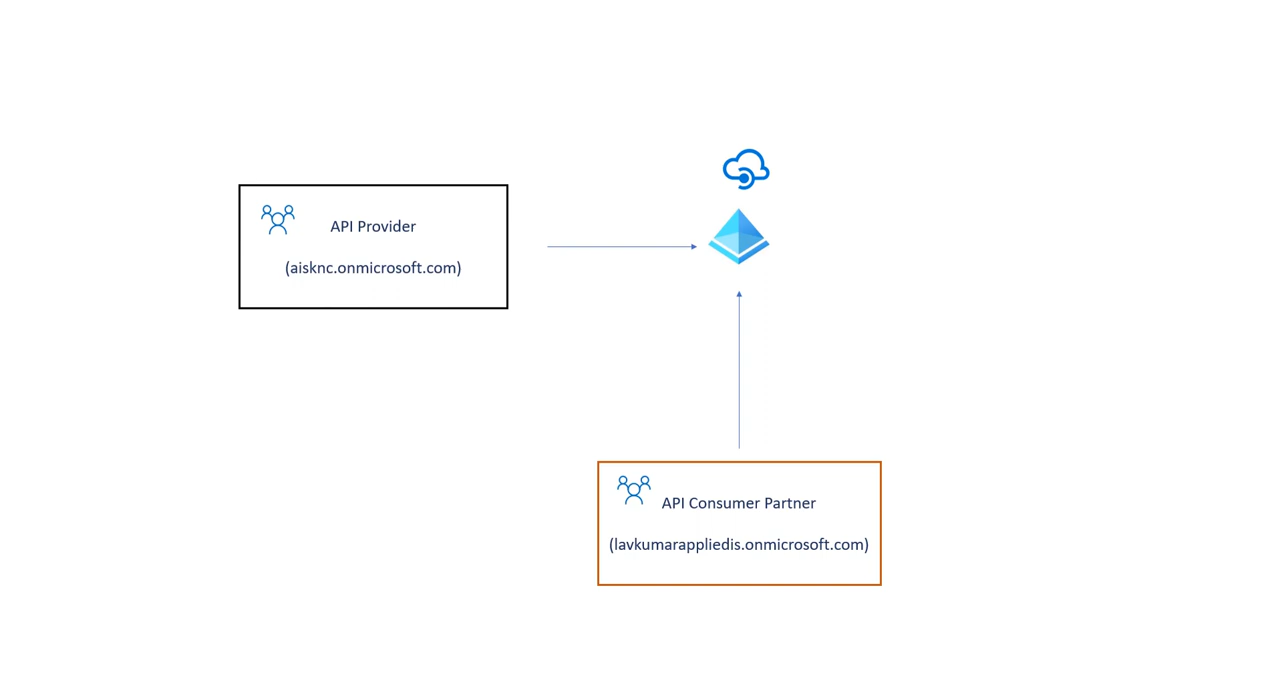 API Provider
(aisknc.onmicrosoft.com)
API Consumer Partner
(lavkumarappliedis.onmicrosoft.com)